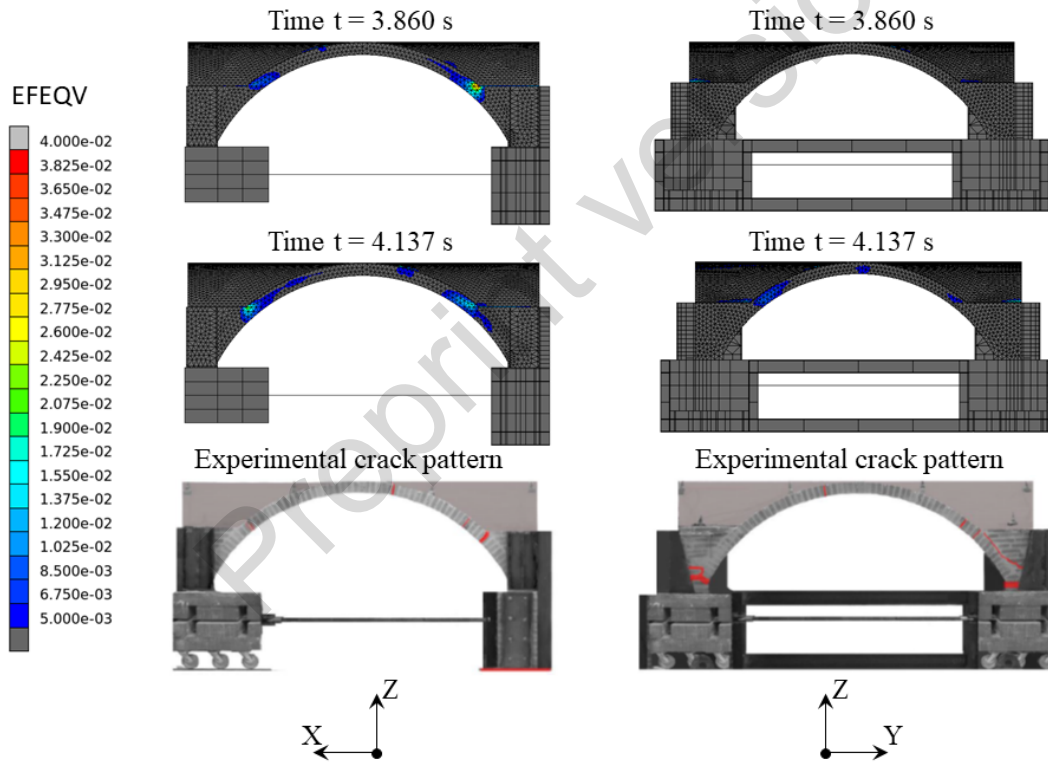 Time t = 3.860 s
Time t = 3.860 s
EFEQV
4.000e-02
3.825e-02
3.650e-02
3.475e-02
3.300e-02
3.125e-02
2.950e-02
2.775e-02
2.600e-02
2.425e-02
2.250e-02
2.075e-02
1.900e-02
1.725e-02
1.550e-02
1.375e-02
1.200e-02
1.025e-02
8.500e-03
6.750e-03
5.000e-03
Time t = 4.137 s
Time t = 4.137 s
Experimental crack pattern
Experimental crack pattern
Z
X
Z
Y
Preprint versio